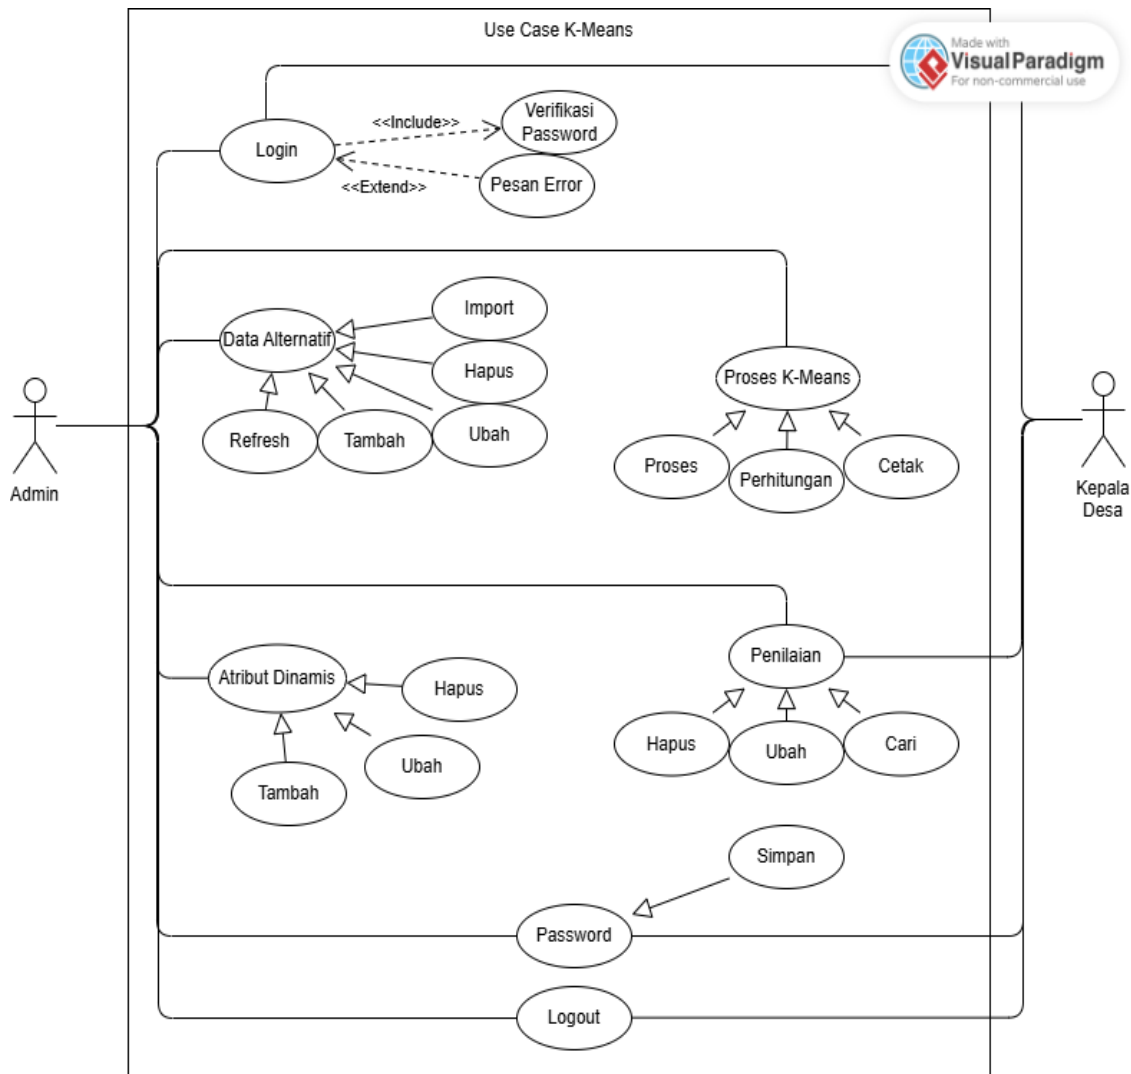 Use Case K-Means
Made with
VisualParadigm
For non-commercial use
Verifikasi
Password
<<Include>>
Login
<<Extend>>
Pesan Error
Import
Data Alternatif
Hapus
Refresh
Tambah
Ubah
Proses K-Means
Proses
Perhitungan
Cetak
Admin
Kepala
Desa
Penilaian
Atribut Dinamis
Hapus
Ubah
Tambah
Hapus
Ubah
Cari
Simpan
Password
Logout